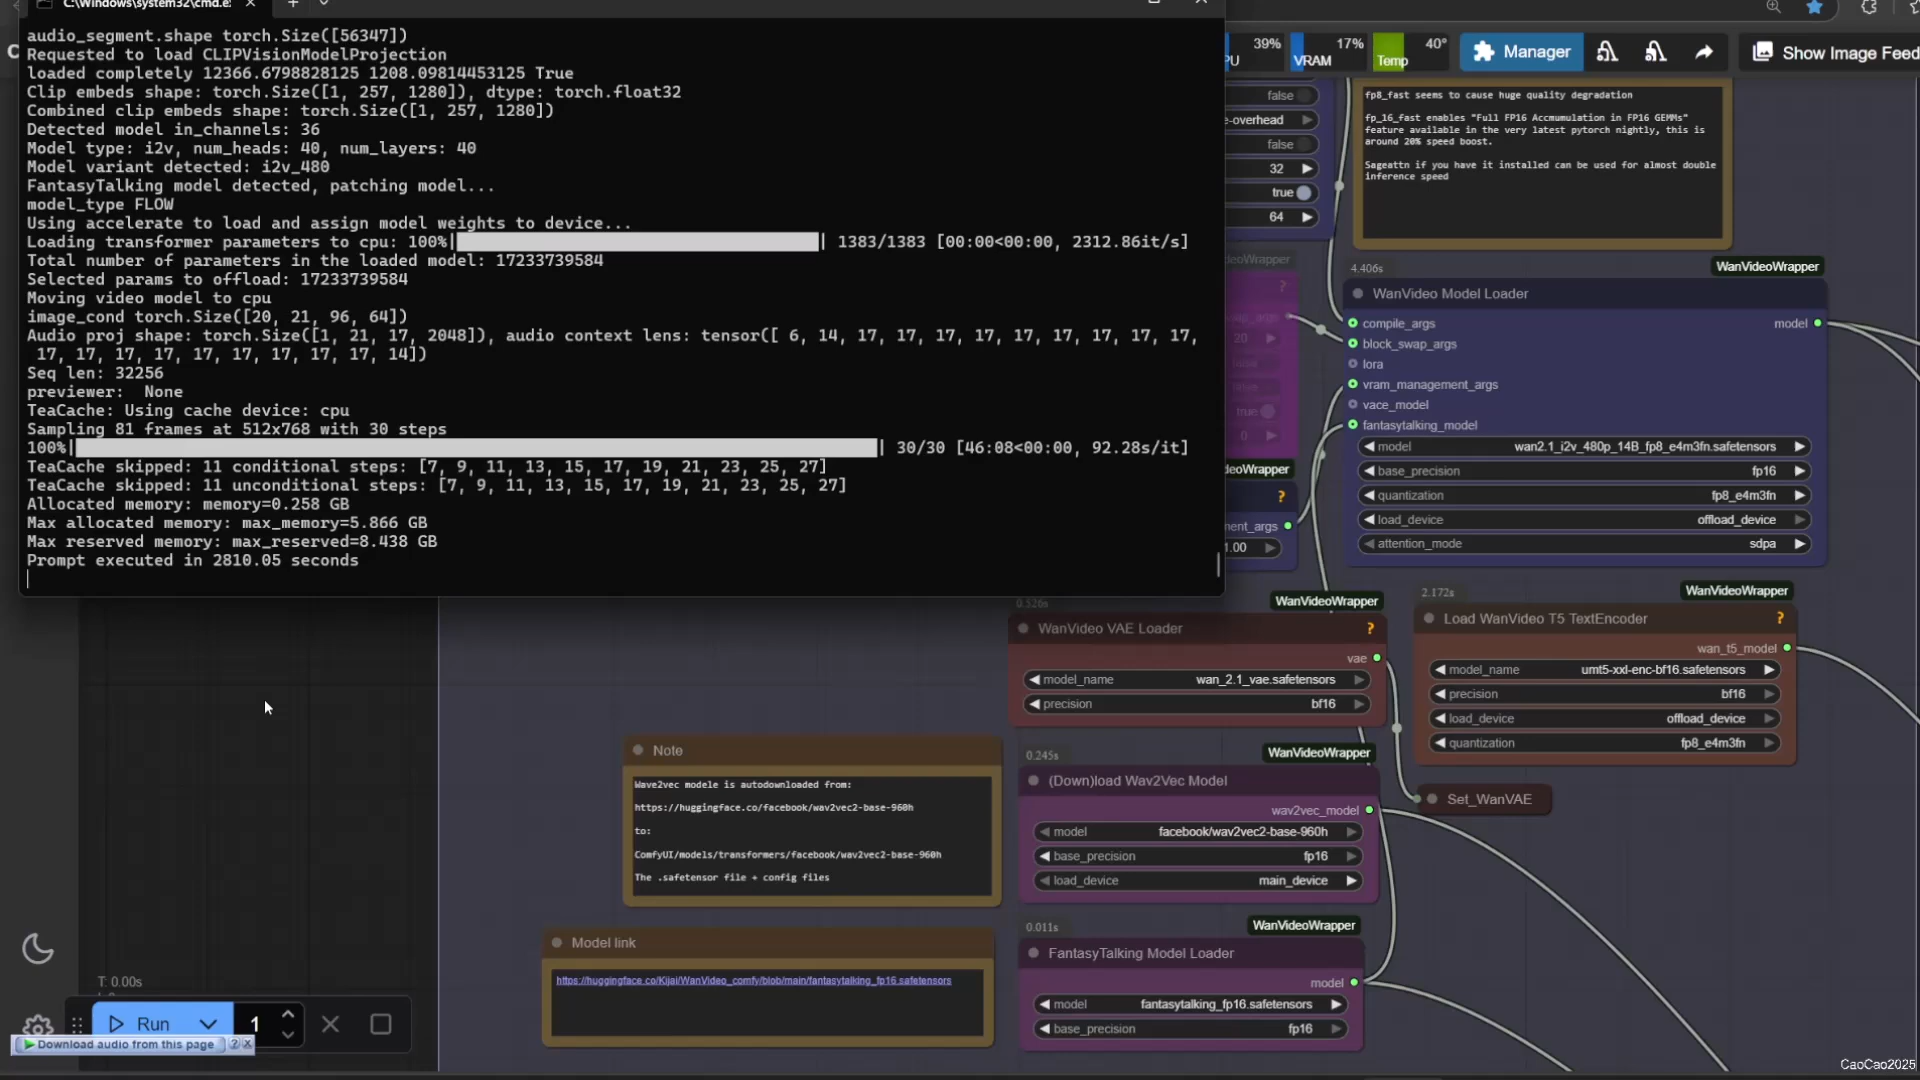 C:\Windows\system32\cmd.e
audio_segment.shape torch.Size([56347])
Requested to load CLIPVisionModelProjection
loaded completely 12366.6798828125 1208.09814453125 True
Clip embeds shape: torch.Size([1, 257, 1280]), dtype: torch.float32
Combined clip embeds shape: torch.Size([1, 257, 1280])
Detected model in_channels: 36
Model type: i2v, num_heads: 40, num_layers: 40
Model variant detected: i2v_480
FantasyTalking model detected, patching model...
model_type FLOW
Using accelerate to load and assign model weights to device...
Loading transformer parameters to cpu: 100%| | 1383/1383 [00:00<00:00, 2312.86it/s]
Total number of parameters in the loaded model: 17233739584
Selected params to offload: 17233739584
Moving video model to cpu
image_cond torch.Size([20, 21, 96, 64])
Audio proj shape: torch.Size([1, 21, 17, 2048]), audio context lens: tensor([ 6, 14, 17, 17, 17, 17, 17, 17, 17, 17, 17,
17, 17, 17, 17, 17, 17, 17, 17, 17, 14])
Seq len: 32256
previewer: None
TeaCache: Using cache device: cpu
Sampling 81 frames at 512x768 with 30 steps
100%| | 30/30 [46:08<00:00, 92.28s/it]
TeaCache skipped: 11 conditional steps: [7, 9, 11, 13, 15, 17, 19, 21, 23, 25, 27]
TeaCache skipped: 11 unconditional steps: [7, 9, 11, 13, 15, 17, 19, 21, 23, 25, 27]
Allocated memory: memory=0.258 GB
Max allocated memory: max_memory=5.866 GB
Max reserved memory: max_reserved=8.438 GB
Prompt executed in 2810.05 seconds
PU 39%
VRAM 17%
Temp 40°
Manager
Show Image Feed
false
e-overhead
false
32
true
64
fp8_fast seems to cause huge quality degradation
fp_16_fast enables "Full FP16 Accmumulation in FP16 GEMMs"
feature available in the very latest pytorch nightly, this is
around 20% speed boost.
Sageattn if you have it installed can be used for almost double
inference speed
deoWrapper
?
wap_args
20
true
0
deoWrapper
?
ment_args
1.00
4.406s
WanVideoWrapper
WanVideo Model Loader
compile_args model
block_swap_args
lora
vram_management_args
vace_model
fantasytalking_model
model wan2.1_i2v_480p_14B_fp8_e4m3fn.safetensors
base_precision fp16
quantization fp8_e4m3fn
load_device offload_device
attention_mode sdpa
0.526s
WanVideoWrapper
WanVideo VAE Loader ?
vae
model_name wan_2.1_vae.safetensors
precision bf16
2.172s
WanVideoWrapper
Load WanVideo T5 TextEncoder ?
wan_t5_model
model_name umt5-xxl-enc-bf16.safetensors
precision bf16
load_device offload_device
quantization fp8_e4m3fn
Set_WanVAE
Note
Wave2vec modele is autodownloaded from:
https://huggingface.co/facebook/wav2vec2-base-960h
to:
ComfyUI/models/transformers/facebook/wav2vec2-base-960h
The .safetensor file + config files
0.245s
WanVideoWrapper
(Down)load Wav2Vec Model
wav2vec_model
model facebook/wav2vec2-base-960h
base_precision fp16
load_device main_device
Model link
https://huggingface.co/Kijai/WanVideo_comfy/blob/main/fantasytalking_fp16.safetensors
0.011s
WanVideoWrapper
FantasyTalking Model Loader
model
model fantasytalking_fp16.safetensors
base_precision fp16
T: 0.00s
Run
1
Download audio from this page
CaoCao2025